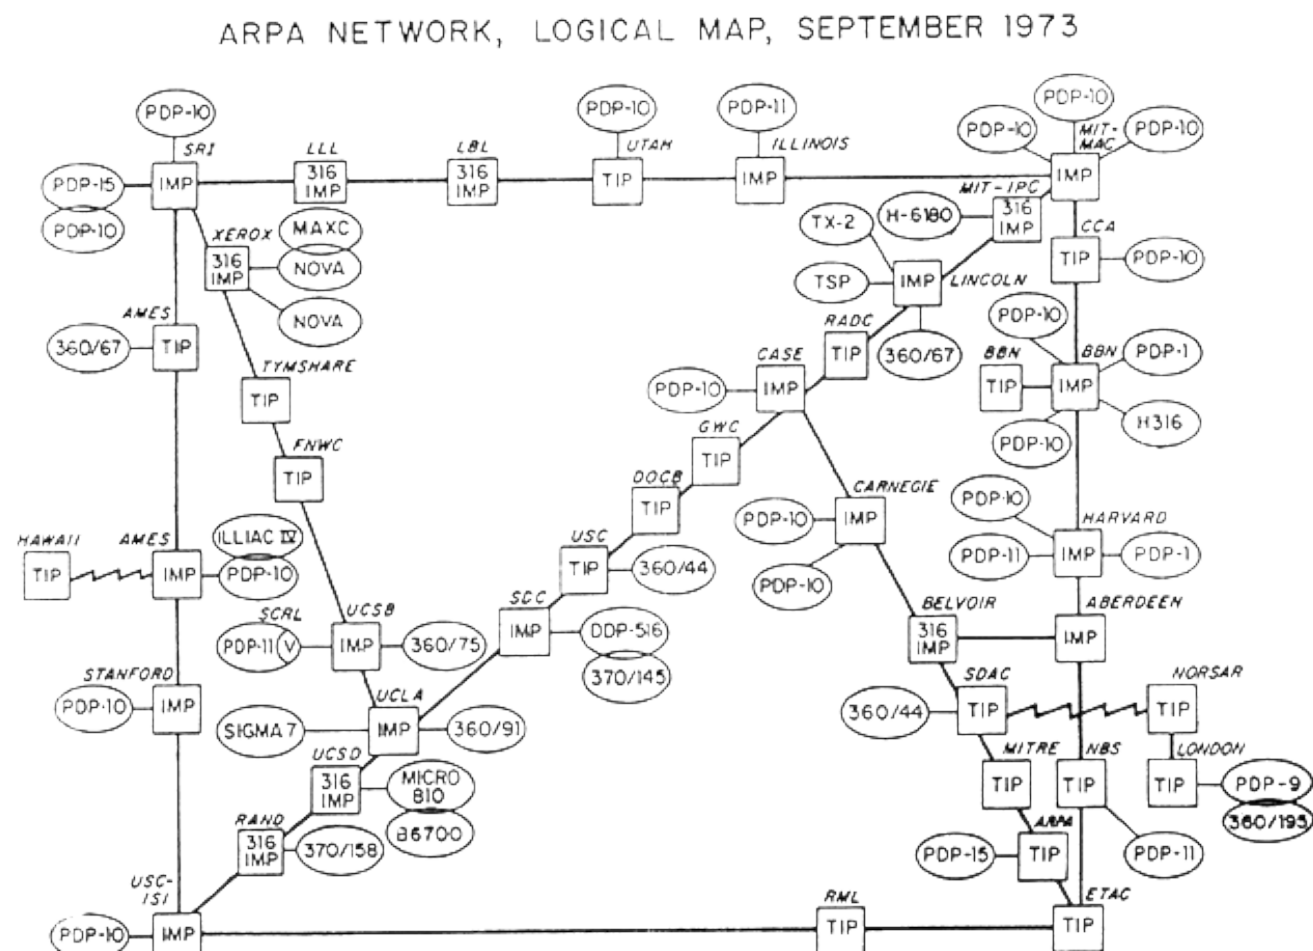 ARPA NETWORK, LOGICAL MAP, SEPTEMBER 1973
PDP-10
SRI
IMP
PDP-15
PDP-10
LLL
316
IMP
LBL
316
IMP
PDP-10
UTAH
TIP
PDP-11
ILLINOIS
IMP
PDP-10
PDP-10
PDP-10
MIT-
MAC
IMP
MIT-IPC
316
IMP
H-6180
CCA
TIP
PDP-10
XEROX
316
IMP
MAXC
NOVA
NOVA
TX-2
TSP
IMP
LINCOLN
360/67
AMES
360/67
TIP
RADC
TIP
TYMSHARE
TIP
CASE
PDP-10
IMP
PDP-10
BBN
TIP
BBN
IMP
PDP-1
H316
PDP-10
FNWC
TIP
GWC
TIP
DOCB
TIP
CARNEGIE
PDP-10
IMP
PDP-10
PDP-10
HARVARD
PDP-11
IMP
PDP-1
HAWAII
TIP
AMES
IMP
ILLIAC IV
PDP-10
USC
TIP
360/44
SCRL
PDP-11 V
UCSB
IMP
360/75
SDC
IMP
DDP-516
370/145
BELVOIR
316
IMP
ABERDEEN
IMP
STANFORD
PDP-10
IMP
UCLA
SIGMA 7
IMP
360/91
SDAC
360/44
TIP
NORSAR
TIP
UCSD
316
IMP
MICRO
810
B6700
MITRE
TIP
NBS
TIP
LONDON
TIP
PDP-9
360/195
RAND
316
IMP
370/158
ARPA
PDP-15
TIP
PDP-11
USC-
ISI
PDP-10
IMP
RML
TIP
ETAC
TIP